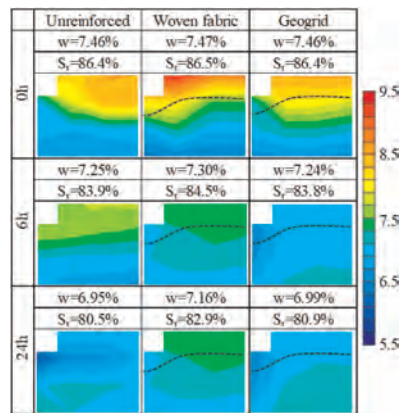 Unreinforced Woven fabric Geogrid
w=7.46% w=7.47% w=7.46%
Sᵣ=86.4% Sᵣ=86.5% Sᵣ=86.4%
0h
w=7.25% w=7.30% w=7.24%
Sᵣ=83.9% Sᵣ=84.5% Sᵣ=83.8%
6h
w=6.95% w=7.16% w=6.99%
Sᵣ=80.5% Sᵣ=82.9% Sᵣ=80.9%
24h
9.5
8.5
7.5
6.5
5.5